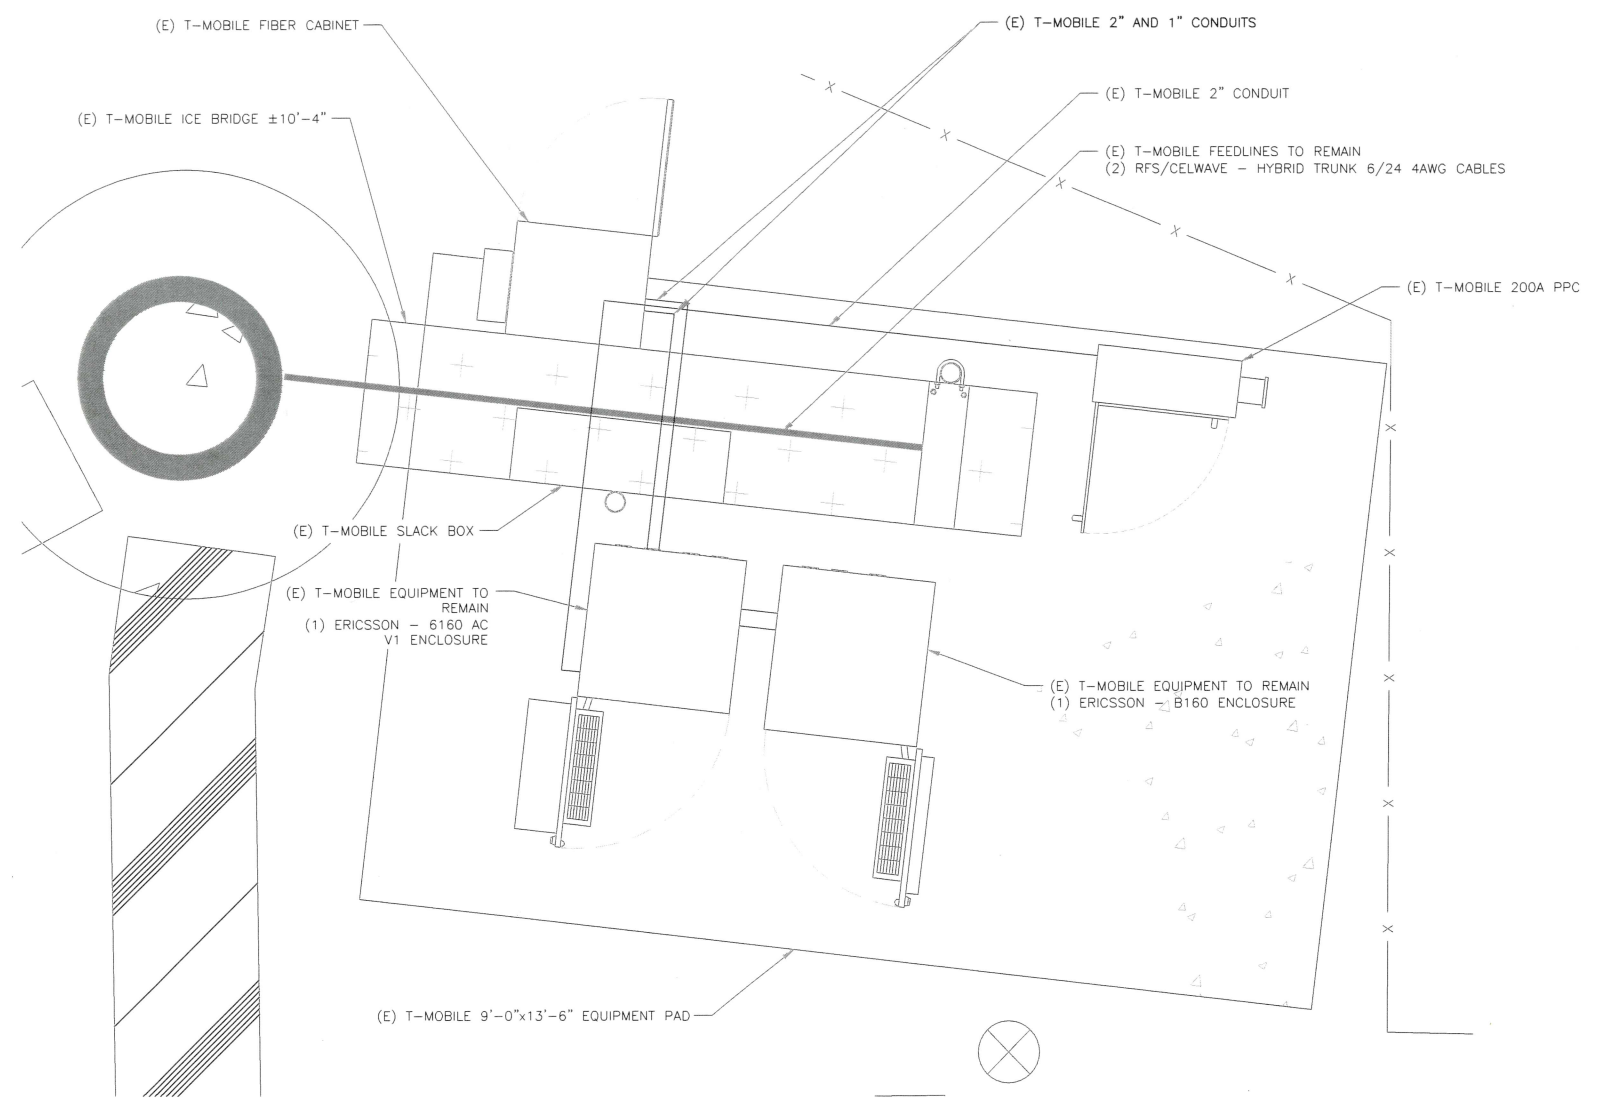 (E) T-MOBILE FIBER CABINET
(E) T-MOBILE 2" AND 1" CONDUITS
(E) T-MOBILE 2" CONDUIT
(E) T-MOBILE ICE BRIDGE ±10'-4"
(E) T-MOBILE FEEDLINES TO REMAIN
(2) RFS/CELWAVE - HYBRID TRUNK 6/24 4AWG CABLES
(E) T-MOBILE 200A PPC
(E) T-MOBILE SLACK BOX
(E) T-MOBILE EQUIPMENT TO
REMAIN
(1) ERICSSON - 6160 AC
V1 ENCLOSURE
(E) T-MOBILE EQUIPMENT TO REMAIN
(1) ERICSSON - B160 ENCLOSURE
(E) T-MOBILE 9'-0"x13'-6" EQUIPMENT PAD